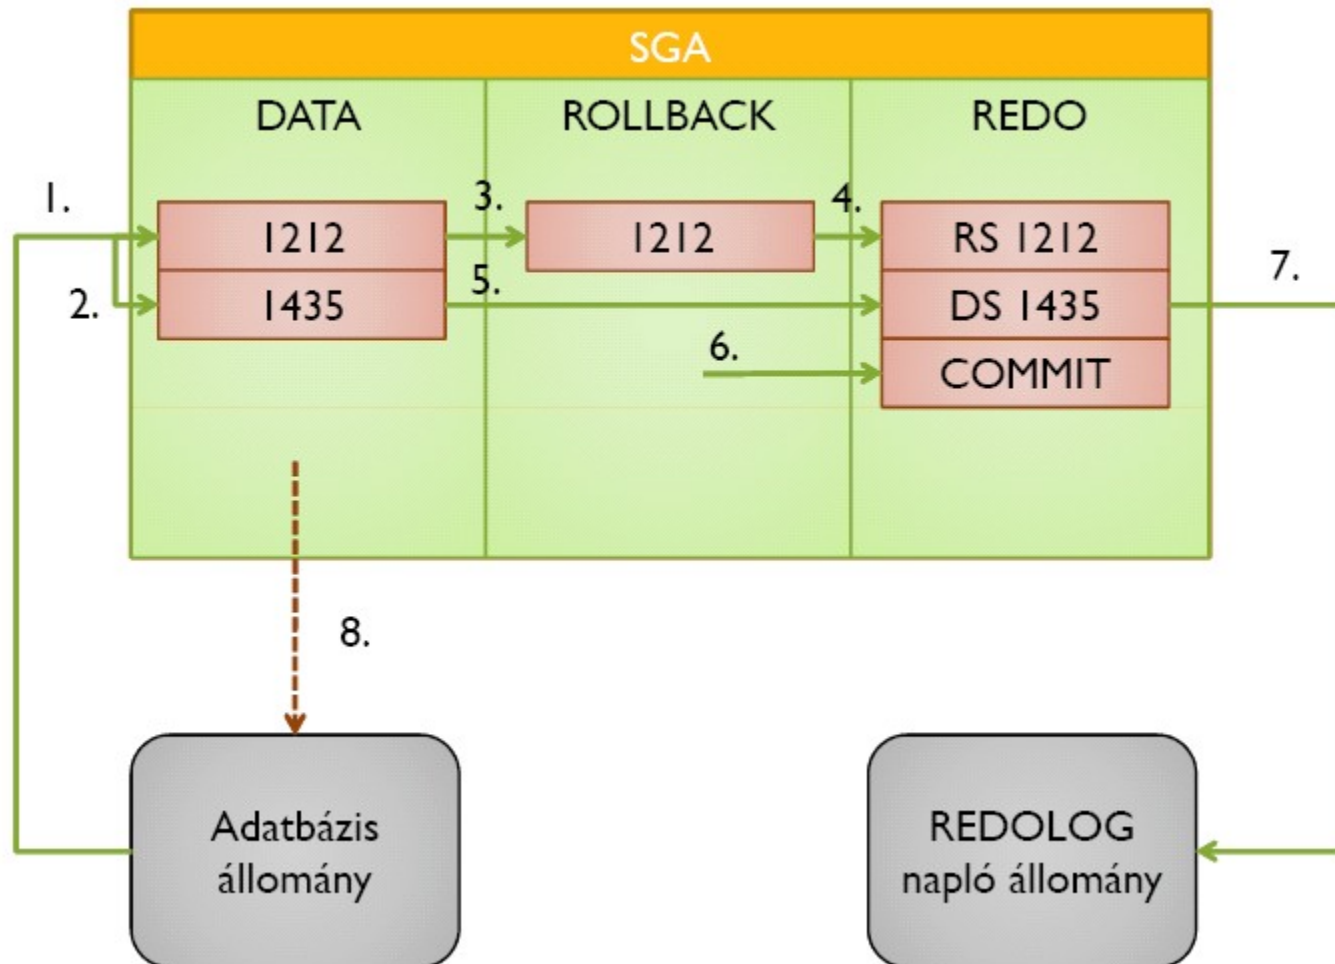 SGA
DATA ROLLBACK REDO
1. 3. 4.
1212 1212 RS 1212
2. 5. 7.
1435 DS 1435
6.
COMMIT
8.
Adatbázis
állomány
REDOLOG
napló állomány